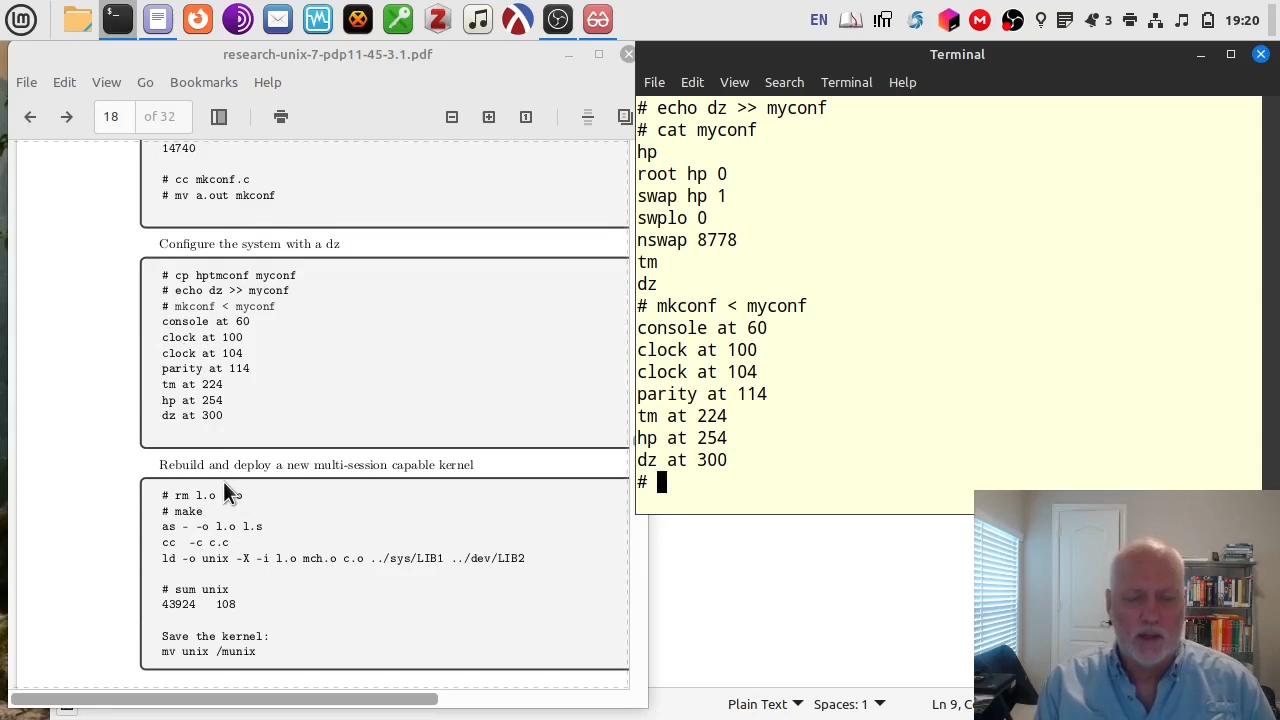 EN
3
19:20
research-unix-7-pdp11-45-3.1.pdf
File Edit View Go Bookmarks Help
18 of 32
14740
# cc mkconf.c
# mv a.out mkconf
Configure the system with a dz
# cp hptmconf myconf
# echo dz >> myconf
# mkconf < myconf
console at 60
clock at 100
clock at 104
parity at 114
tm at 224
hp at 254
dz at 300
Rebuild and deploy a new multi-session capable kernel
# rm l.o
# make
as - -o l.o l.s
cc -c c.c
ld -o unix -X -i l.o mch.o c.o ../sys/LIB1 ../dev/LIB2
# sum unix
43924 108
Save the kernel:
mv unix /munix
Terminal
File Edit View Search Terminal Help
# echo dz >> myconf
# cat myconf
hp
root hp 0
swap hp 1
swplo 0
nswap 8778
tm
dz
# mkconf < myconf
console at 60
clock at 100
clock at 104
parity at 114
tm at 224
hp at 254
dz at 300
#
Plain Text Spaces: 1 Ln 9, C